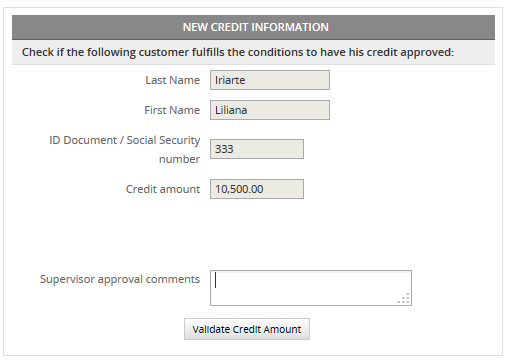 NEW CREDIT INFORMATION
Check if the following customer fulfills the conditions to have his credit approved:
Last Name Iriarte
First Name Liliana
ID Document / Social Security
number 333
Credit amount 10,500.00
Supervisor approval comments
Validate Credit Amount